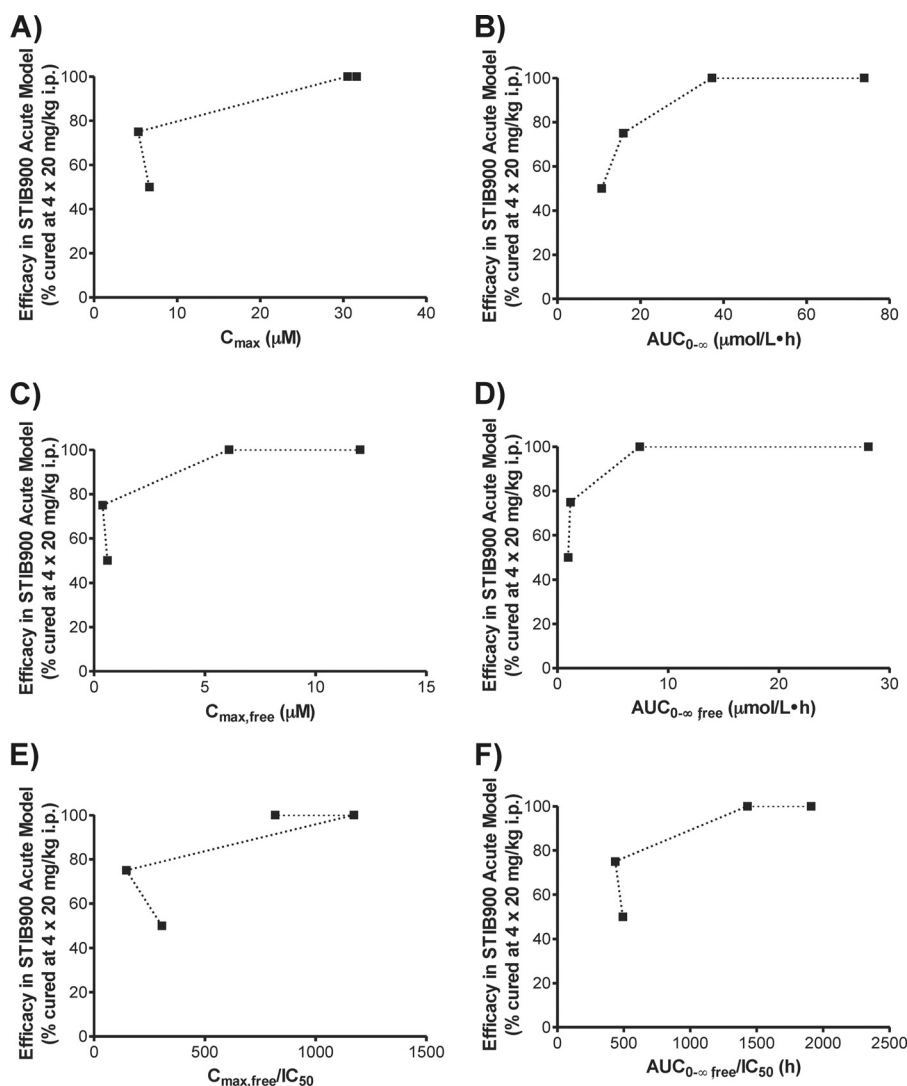 A)
Efficacy in STIB900 Acute Model
(% cured at 4 x 20 mg/kg i.p.)
100
80
60
40
20
0
0 10 20 30 40
Cmax (μM)
B)
Efficacy in STIB900 Acute Model
(% cured at 4 x 20 mg/kg i.p.)
100
80
60
40
20
0
0 20 40 60 80
AUC0-∞ (μmol/L•h)
C)
Efficacy in STIB900 Acute Model
(% cured at 4 x 20 mg/kg i.p.)
100
80
60
40
20
0
0 5 10 15
Cmax,free (μM)
D)
Efficacy in STIB900 Acute Model
(% cured at 4 x 20 mg/kg i.p.)
100
80
60
40
20
0
0 10 20 30
AUC0-∞ free (μmol/L•h)
E)
Efficacy in STIB900 Acute Model
(% cured at 4 x 20 mg/kg i.p.)
100
80
60
40
20
0
0 500 1000 1500
Cmax,free/IC50
F)
Efficacy in STIB900 Acute Model
(% cured at 4 x 20 mg/kg i.p.)
100
80
60
40
20
0
0 500 1000 1500 2000 2500
AUC0-∞ free/IC50 (h)